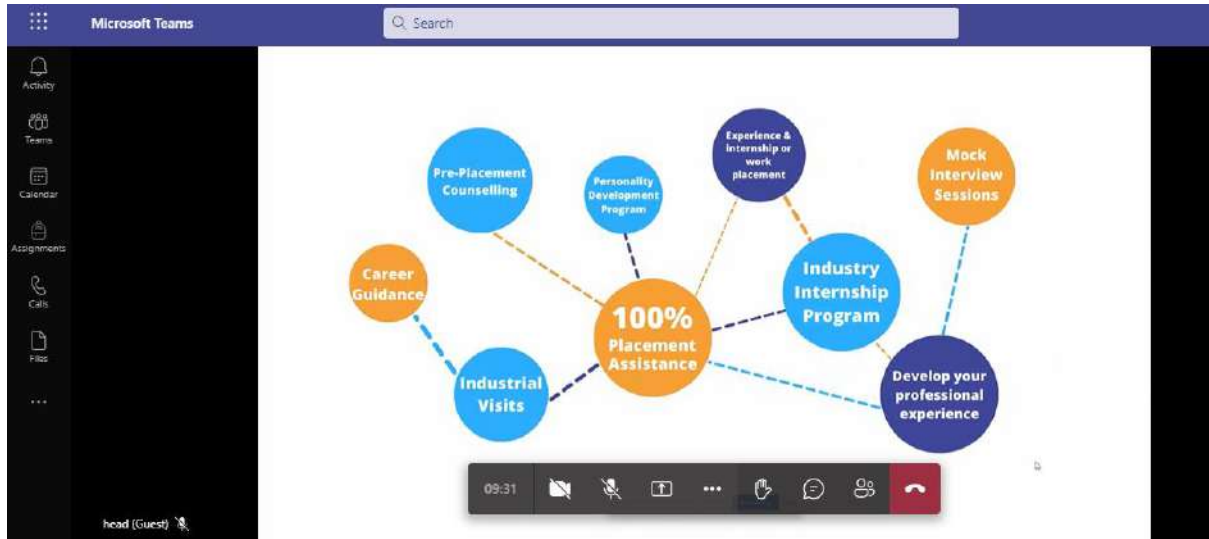 Microsoft Teams
Search
Activity
Teams
Calendar
Assignments
Calls
Files
Pre-Placement
Counselling
Personality
Development
Program
Experience &
internship or
work
placement
Mock
Interview
Sessions
Career
Guidance
100%
Placement
Assistance
Industry
Internship
Program
Industrial
Visits
Develop your
professional
experience
09:31
head (Guest)